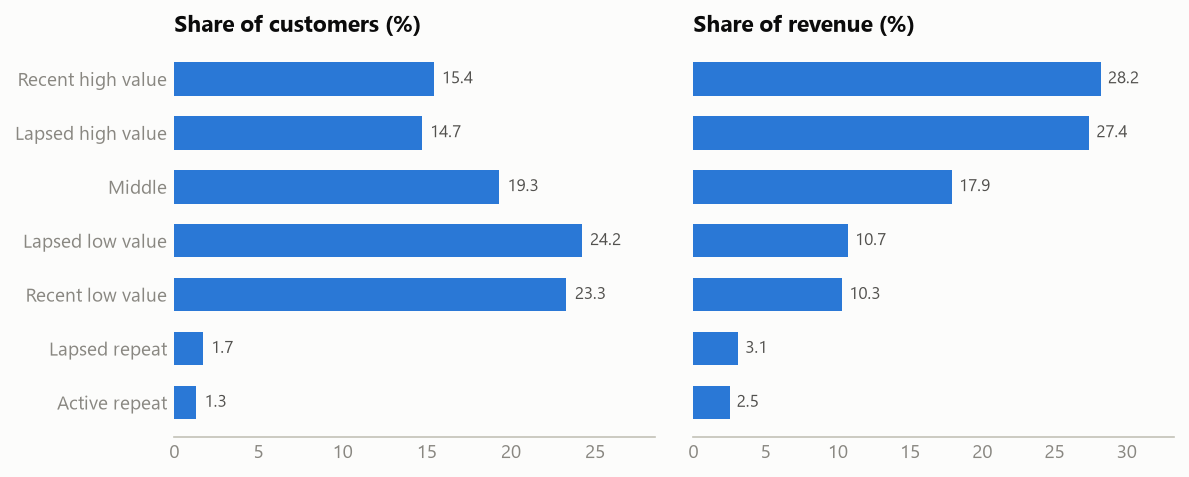 Share of customers (%)
Recent high value 15.4
Lapsed high value 14.7
Middle 19.3
Lapsed low value 24.2
Recent low value 23.3
Lapsed repeat 1.7
Active repeat 1.3
0 5 10 15 20 25
Share of revenue (%)
28.2
27.4
17.9
10.7
10.3
3.1
2.5
0 5 10 15 20 25 30